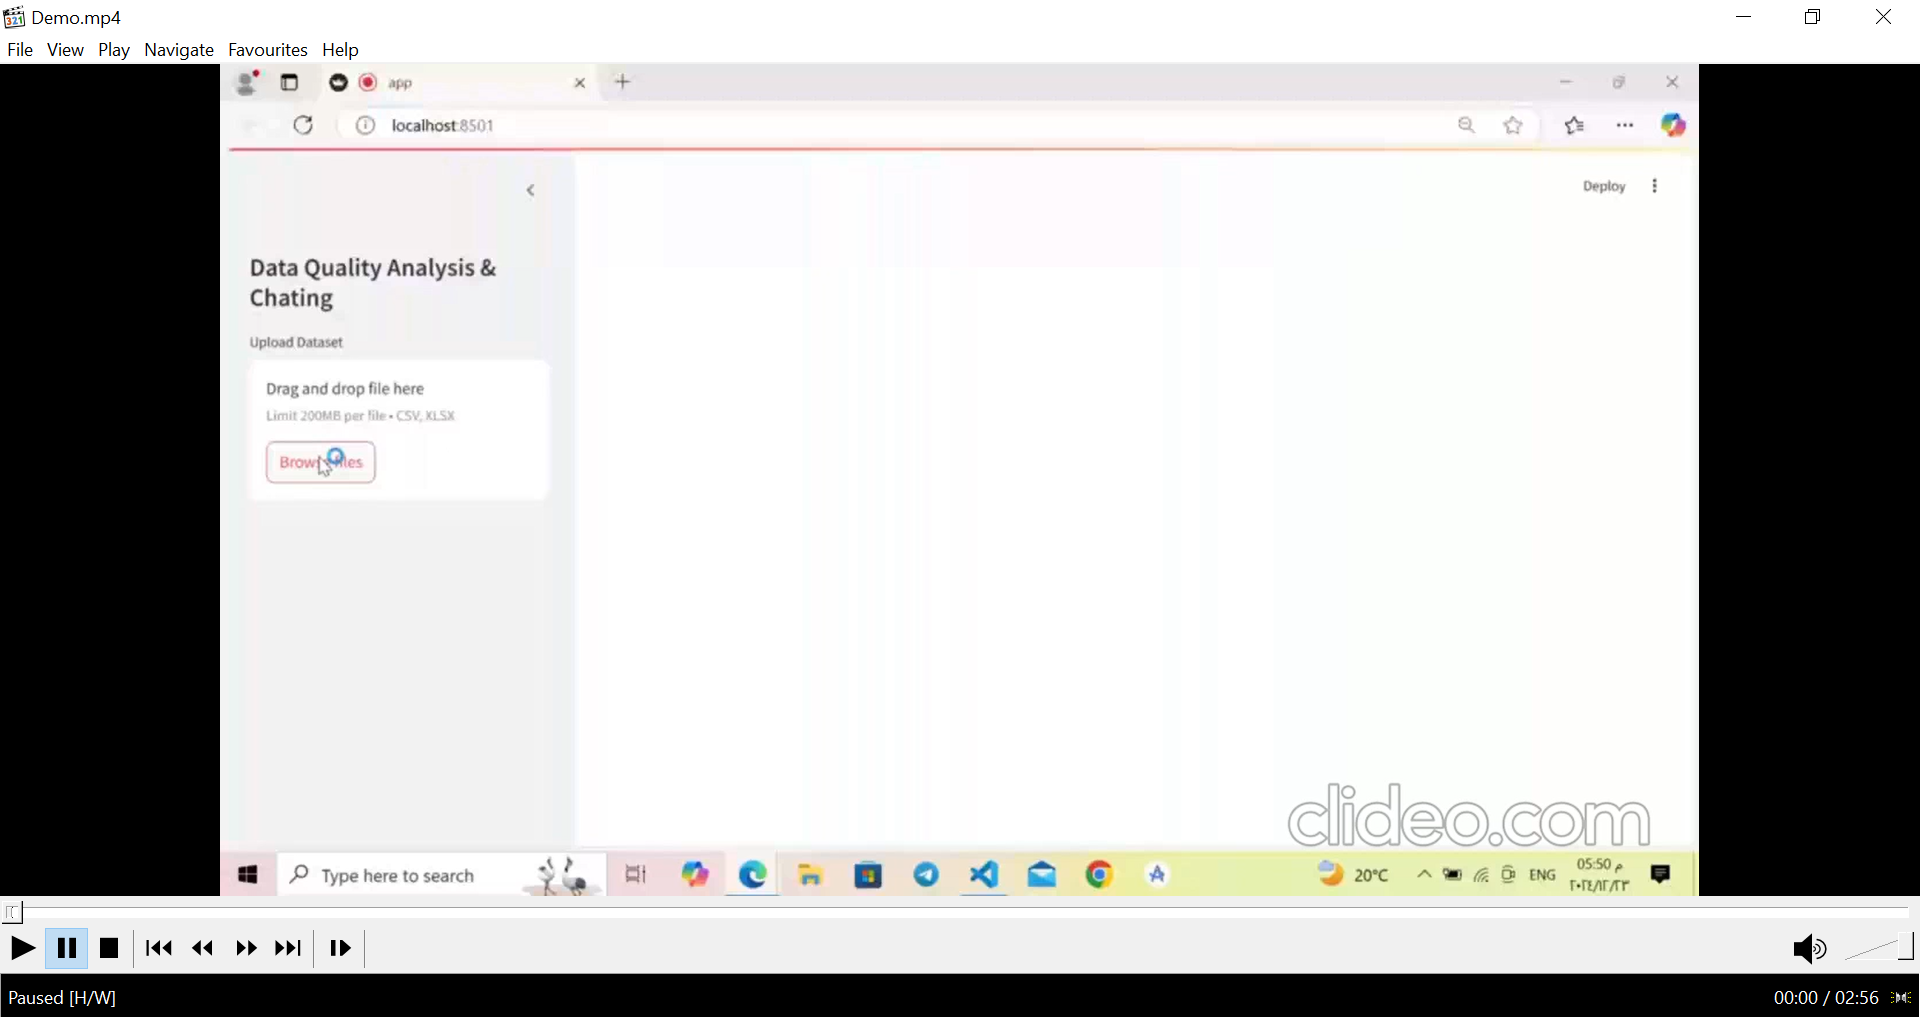 Demo.mp4
File View Play Navigate Favourites Help
app
localhost:8501
Deploy
Data Quality Analysis &
Chating
Upload Dataset
Drag and drop file here
Limit 200MB per file • CSV, XLSX
Browse files
clideo.com
Type here to search
20°C
ENG
05:50 م
٢٠٢٤/١٢/٢٣
Paused [H/W]
00:00 / 02:56